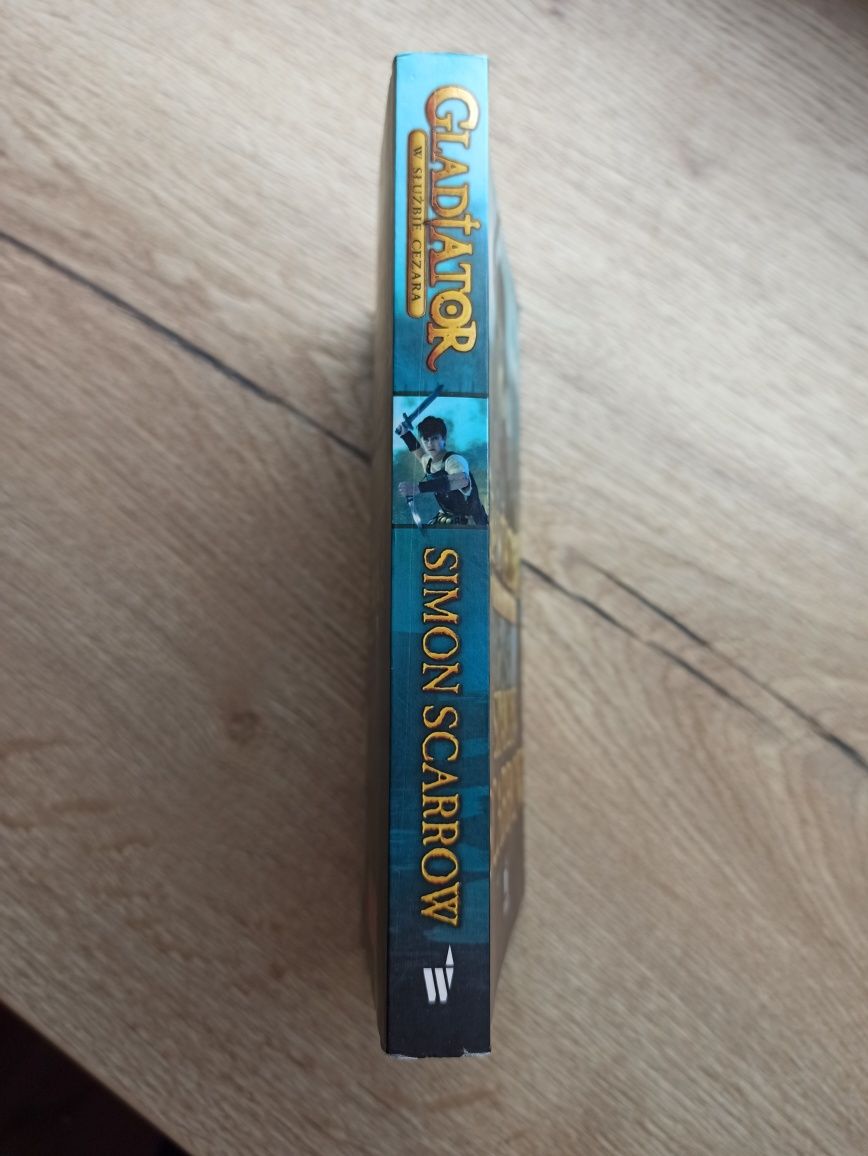 GLADIATOR
W SŁUŻBIE CEZARA
SIMON SCARROW
W